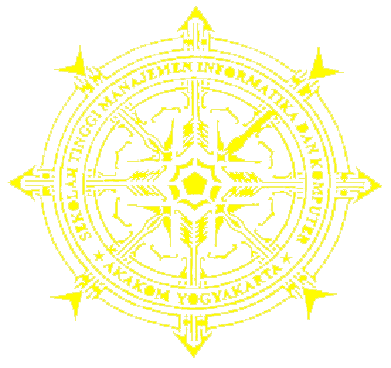 SEKOLAH TINGGI MANAJEMEN INFORMATIKA DAN KOMPUTER
AKAKOM YOGYAKARTA